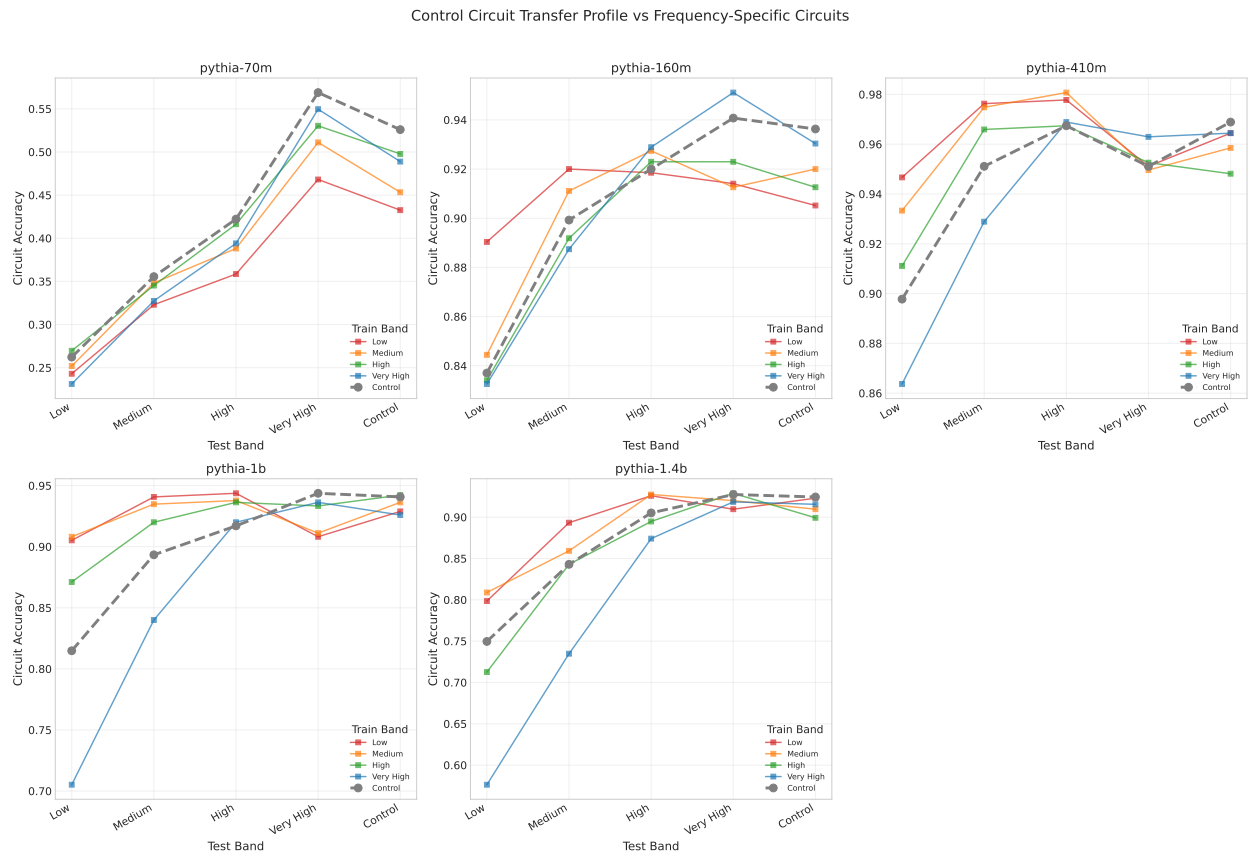 Control Circuit Transfer Profile vs Frequency-Specific Circuits
pythia-70m
Circuit Accuracy
0.55
0.50
0.45
0.40
0.35
0.30
0.25
Low
Medium
High
Very High
Control
Test Band
Train Band
Low
Medium
High
Very High
Control
pythia-160m
Circuit Accuracy
0.94
0.92
0.90
0.88
0.86
0.84
Low
Medium
High
Very High
Control
Test Band
Train Band
Low
Medium
High
Very High
Control
pythia-410m
Circuit Accuracy
0.98
0.96
0.94
0.92
0.90
0.88
0.86
Low
Medium
High
Very High
Control
Test Band
Train Band
Low
Medium
High
Very High
Control
pythia-1b
Circuit Accuracy
0.95
0.90
0.85
0.80
0.75
0.70
Low
Medium
High
Very High
Control
Test Band
Train Band
Low
Medium
High
Very High
Control
pythia-1.4b
Circuit Accuracy
0.90
0.85
0.80
0.75
0.70
0.65
0.60
Low
Medium
High
Very High
Control
Test Band
Train Band
Low
Medium
High
Very High
Control